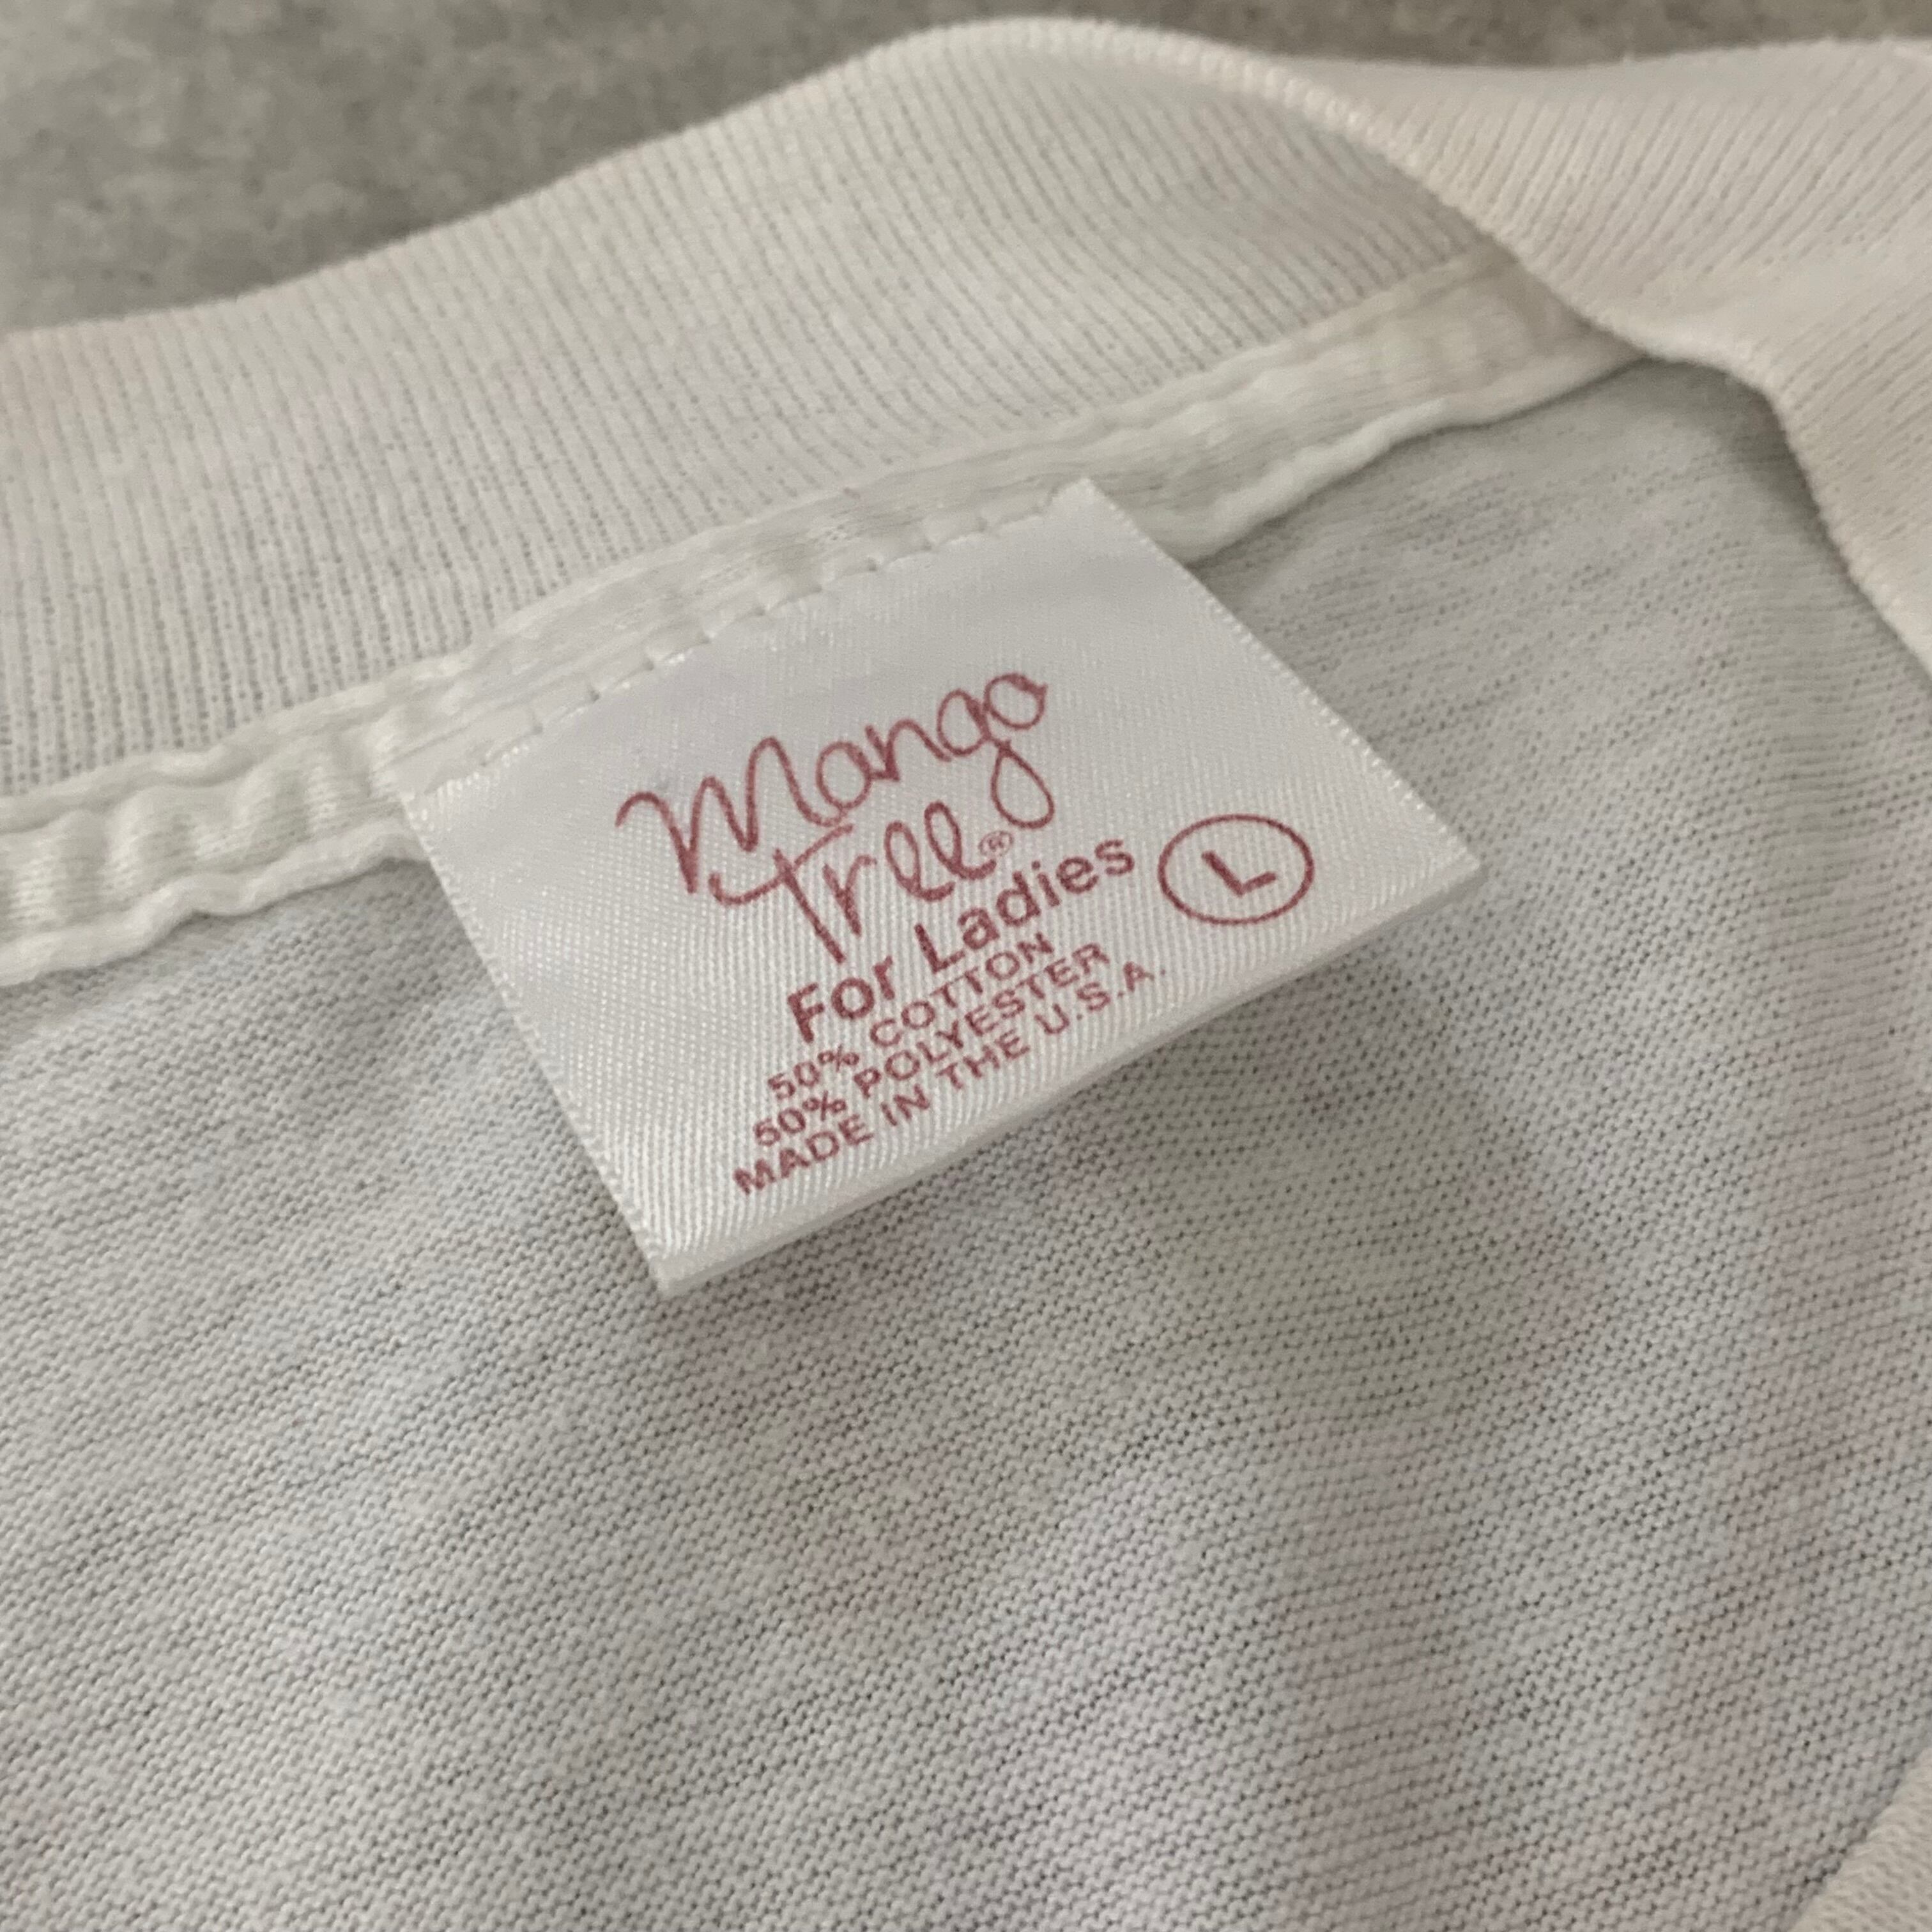 Mango
Tree®
For Ladies L
50% COTTON
50% POLYESTER
MADE IN THE U.S.A.